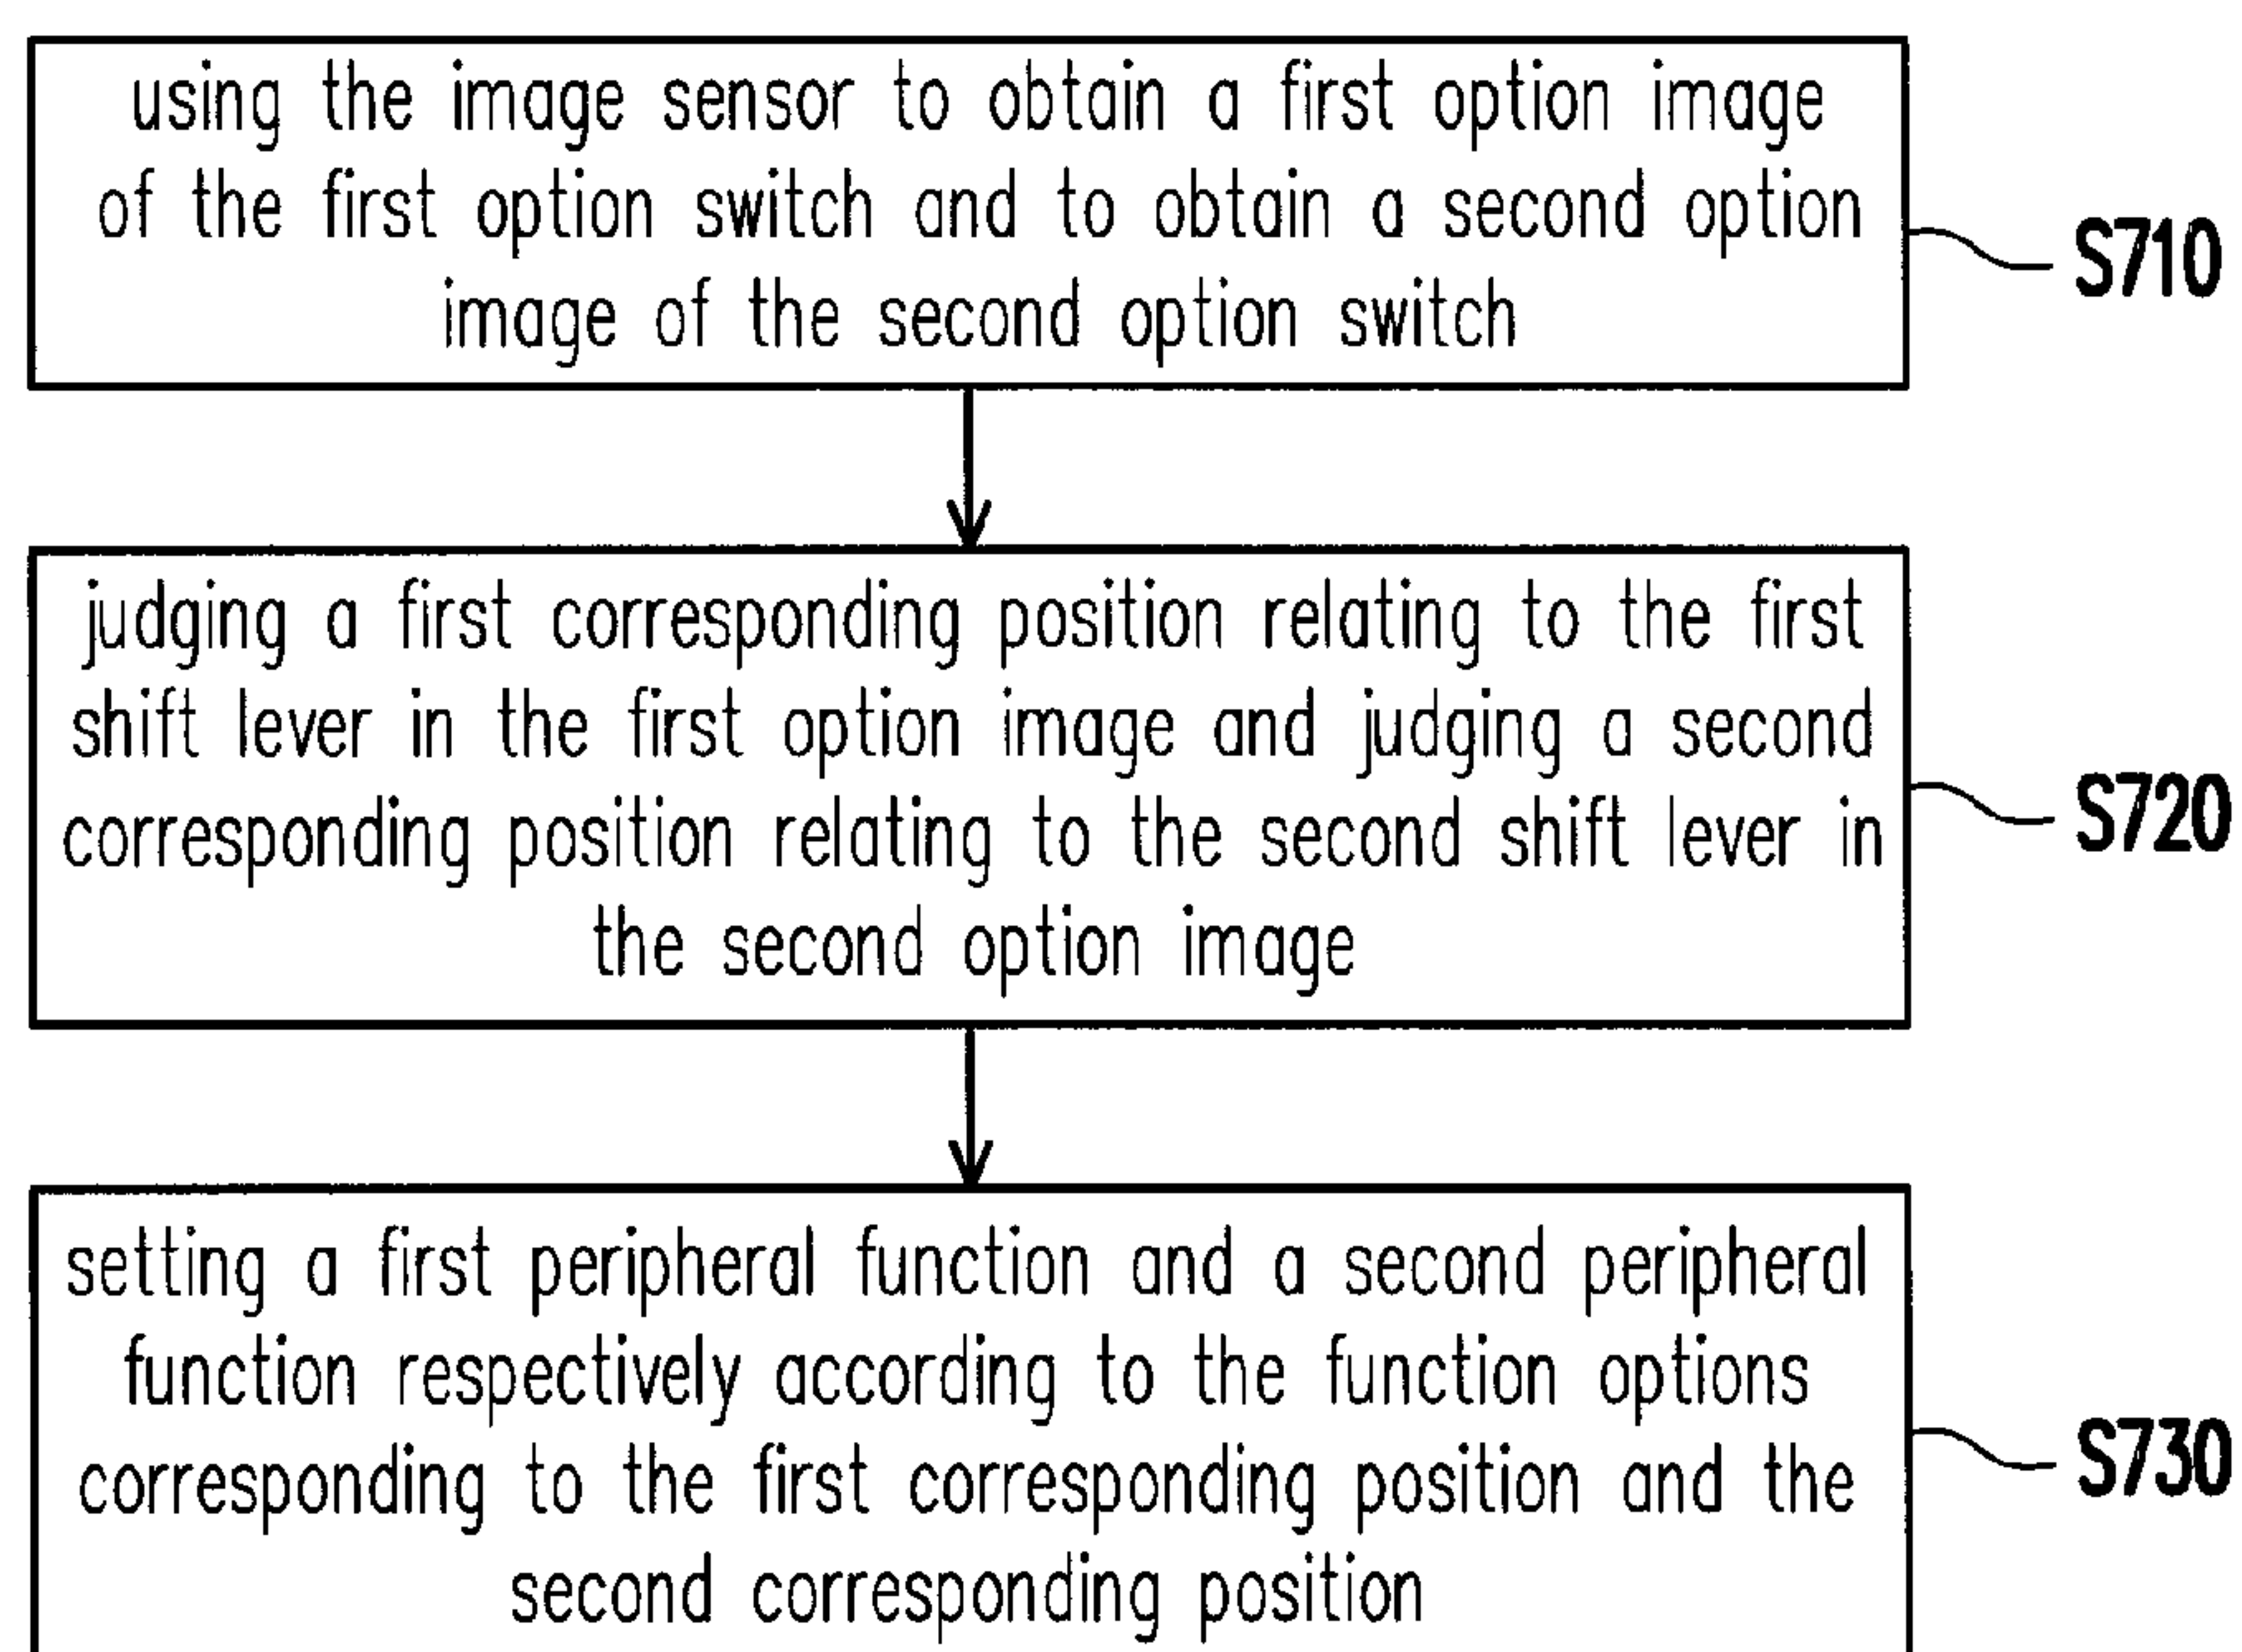 using the image sensor to obtain a first option image
of the first option switch and to obtain a second option
image of the second option switch
S710
judging a first corresponding position relating to the first
shift lever in the first option image and judging a second
corresponding position relating to the second shift lever in
the second option image
S720
setting a first peripheral function and a second peripheral
function respectively according to the function options
corresponding to the first corresponding position and the
second corresponding position
S730